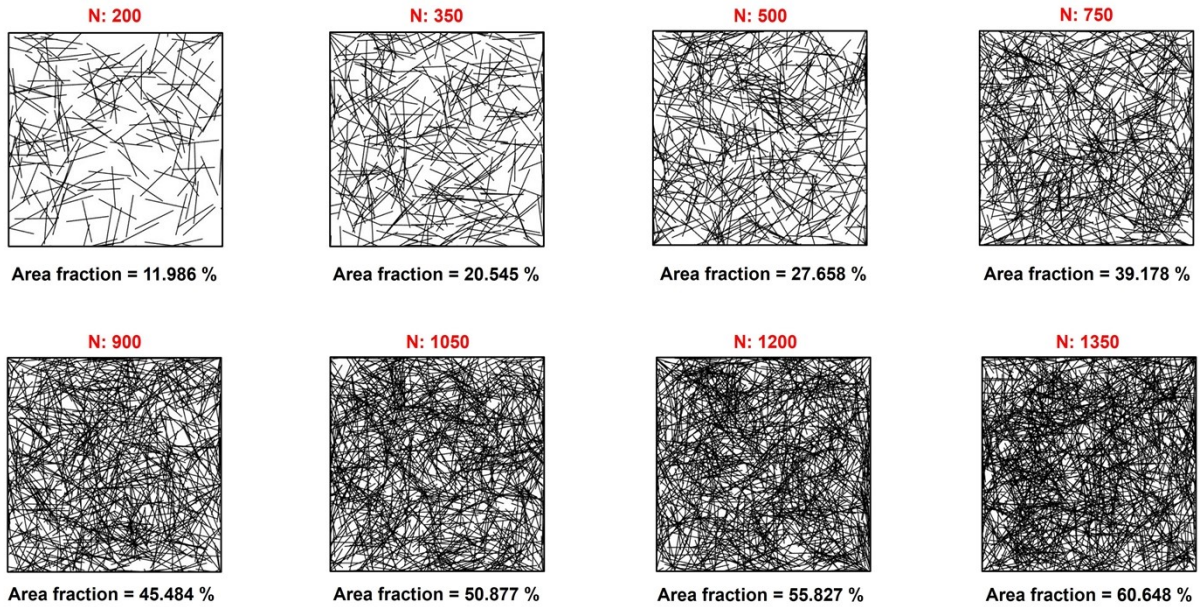 N: 200
N: 350
N: 500
N: 750
Area fraction = 11.986 %
Area fraction = 20.545 %
Area fraction = 27.658 %
Area fraction = 39.178 %
N: 900
N: 1050
N: 1200
N: 1350
Area fraction = 45.484 %
Area fraction = 50.877 %
Area fraction = 55.827 %
Area fraction = 60.648 %